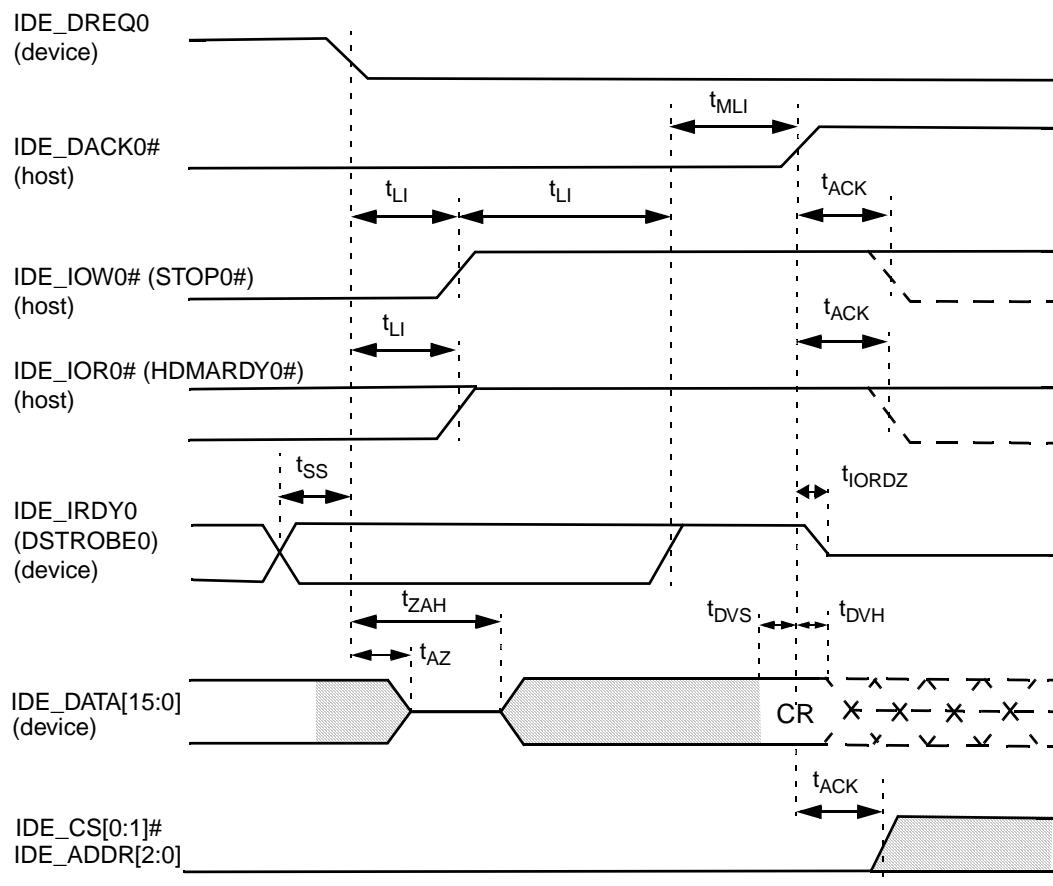 IDE_DREQ0
(device)
tMLI
IDE_DACK0#
(host)
tACK
tLI
tLI
IDE_IOW0# (STOP0#)
(host)
tACK
tLI
IDE_IOR0# (HDMARDY0#)
(host)
tSS
tIORDZ
IDE_IRDY0
(DSTROBE0)
(device)
tZAH
tDVS
tDVH
tAZ
IDE_DATA[15:0]
(device)
CR
tACK
IDE_CS[0:1]#
IDE_ADDR[2:0]